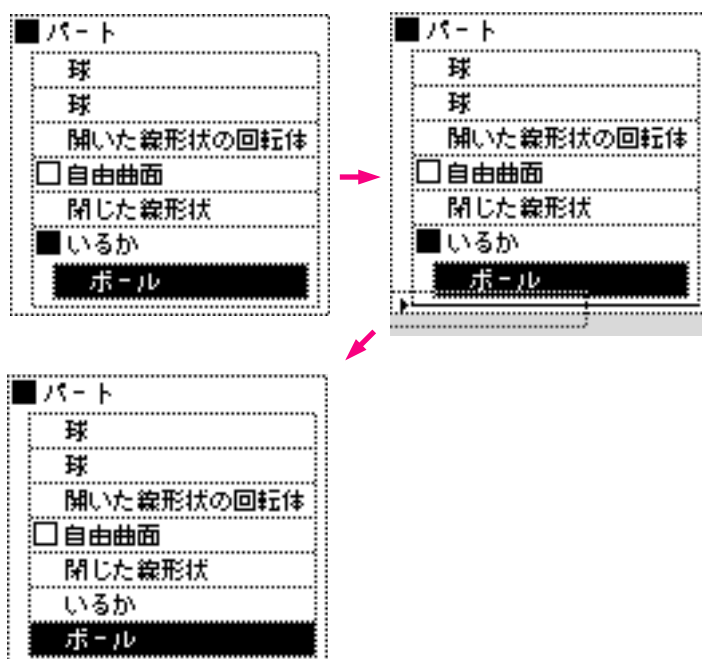 パート
球
球
開いた線形状の回転体
自由曲面
閉じた線形状
いるか
ボール
パート
球
球
開いた線形状の回転体
自由曲面
閉じた線形状
いるか
ボール
パート
球
球
開いた線形状の回転体
自由曲面
閉じた線形状
いるか
ボール